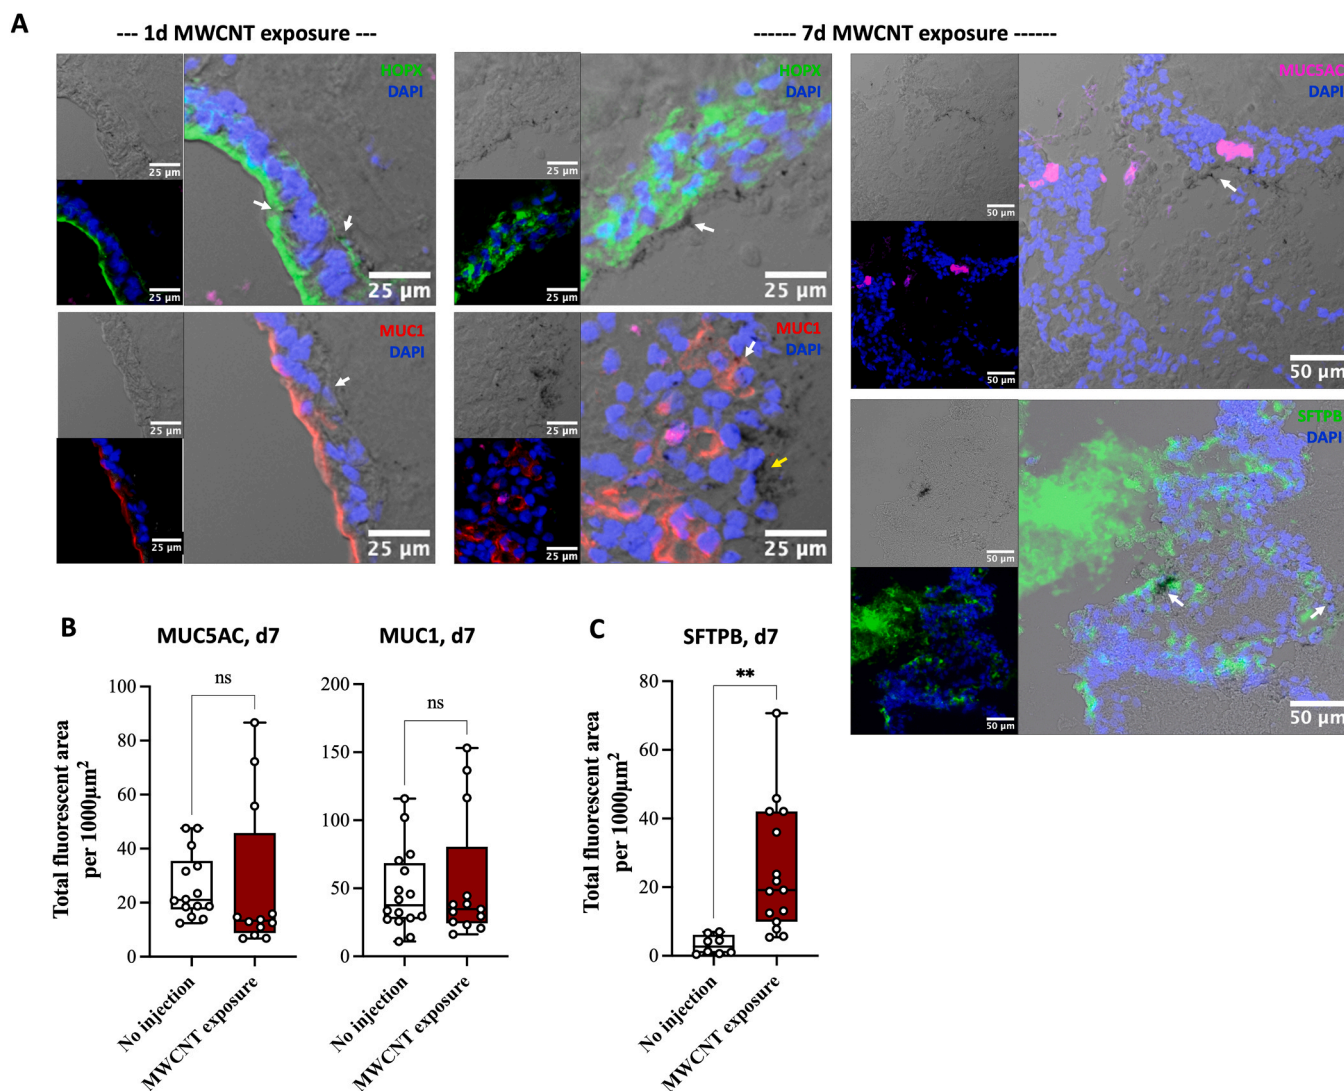 A
--- 1d MWCNT exposure ---
------ 7d MWCNT exposure ------
HOPX
DAPI
25 µm
25 µm
25 µm
HOPX
DAPI
25 µm
25 µm
25 µm
MUC5AC
DAPI
50 µm
50 µm
50 µm
MUC1
DAPI
25 µm
25 µm
25 µm
MUC1
DAPI
25 µm
25 µm
25 µm
SFTPB
DAPI
50 µm
50 µm
50 µm
B
MUC5AC, d7
Total fluorescent area
per 1000µm²
100
80
60
40
20
0
ns
No injection
MWCNT exposure
MUC1, d7
200
150
100
50
0
ns
No injection
MWCNT exposure
C
SFTPB, d7
Total fluorescent area
per 1000µm²
80
60
40
20
0
**
No injection
MWCNT exposure